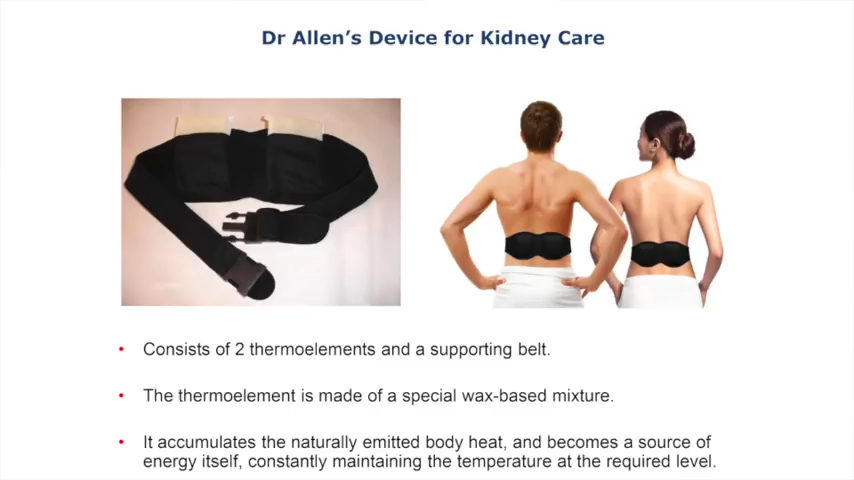 Dr Allen's Device for Kidney Care
• Consists of 2 thermoelements and a supporting belt.
• The thermoelement is made of a special wax-based mixture.
• It accumulates the naturally emitted body heat, and becomes a source of
energy itself, constantly maintaining the temperature at the required level.